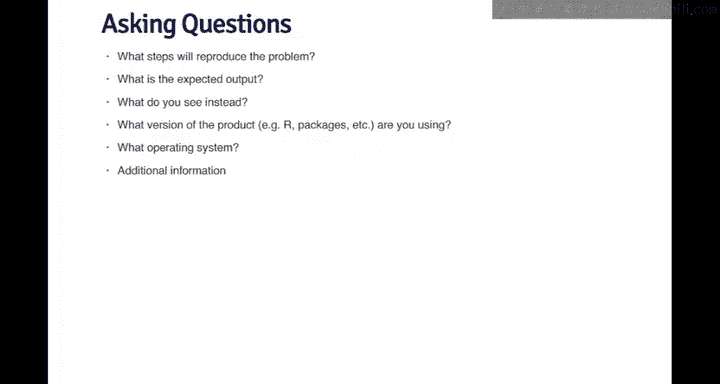 Asking Questions
· What steps will reproduce the problem?
· What is the expected output?
· What do you see instead?
· What version of the product (e.g. R, packages, etc.) are you using?
· What operating system?
· Additional information